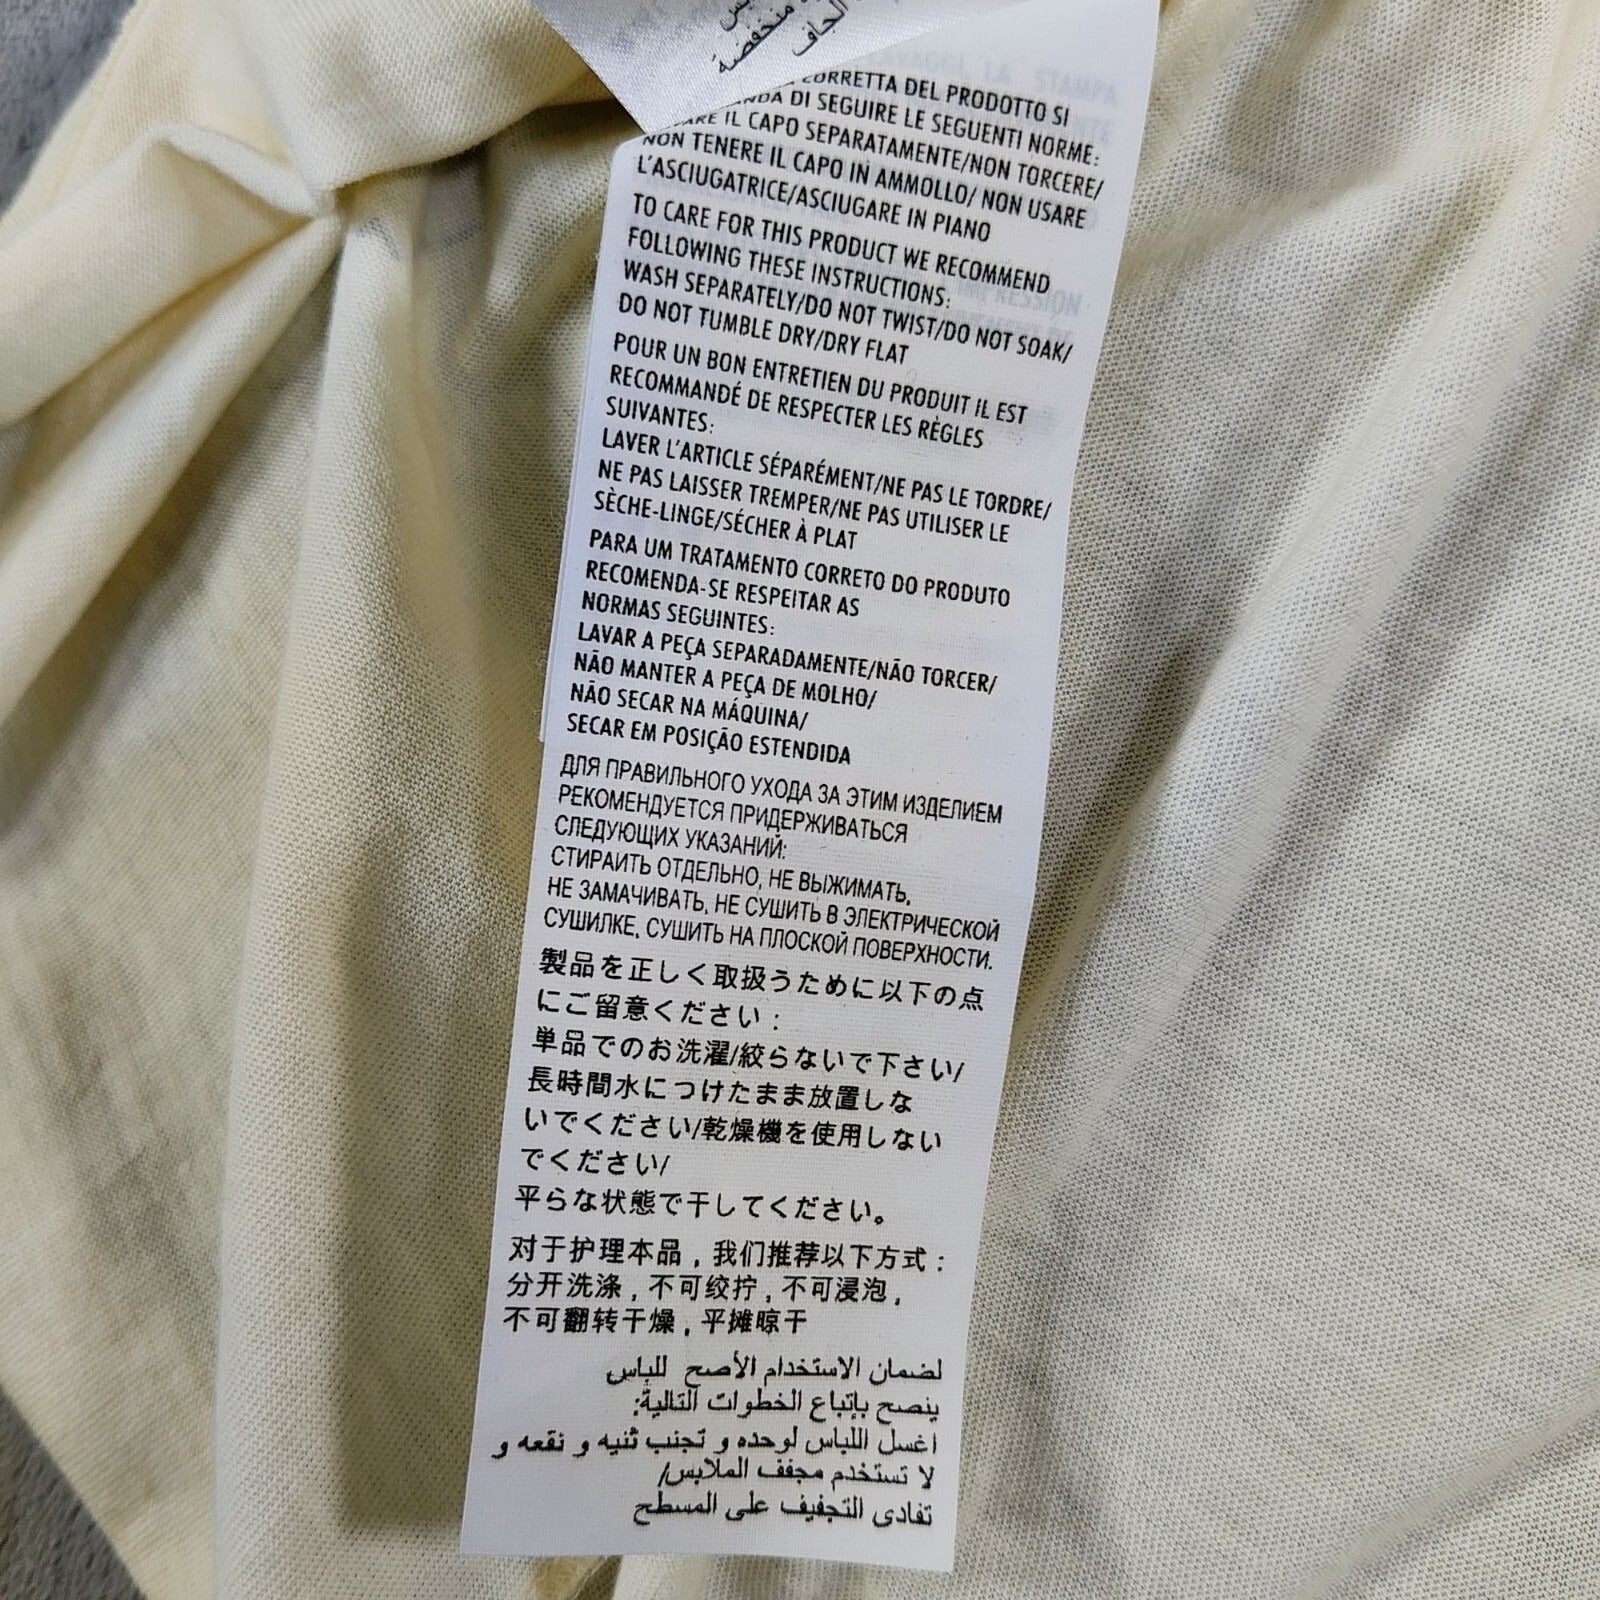 منخفضة
الجاف
CORRETTA DEL PRODOTTO SI
DI SEGUIRE LE SEGUENTI NORME:
IL CAPO SEPARATAMENTE/NON TORCERE/
NON TENERE IL CAPO IN AMMOLLO/ NON USARE
L'ASCIUGATRICE/ASCIUGARE IN PIANO
TO CARE FOR THIS PRODUCT WE RECOMMEND
FOLLOWING THESE INSTRUCTIONS:
WASH SEPARATELY/DO NOT TWIST/DO NOT SOAK/
DO NOT TUMBLE DRY/DRY FLAT
POUR UN BON ENTRETIEN DU PRODUIT IL EST
RECOMMANDÉ DE RESPECTER LES RÈGLES
SUIVANTES:
LAVER L'ARTICLE SÉPARÉMENT/NE PAS LE TORDRE/
NE PAS LAISSER TREMPER/NE PAS UTILISER LE
SÈCHE-LINGE/SÉCHER À PLAT
PARA UM TRATAMENTO CORRETO DO PRODUTO
RECOMENDA-SE RESPEITAR AS
NORMAS SEGUINTES:
LAVAR A PEÇA SEPARADAMENTE/NÃO TORCER/
NÃO MANTER A PEÇA DE MOLHO/
NÃO SECAR NA MÁQUINA/
SECAR EM POSIÇÃO ESTENDIDA
ДЛЯ ПРАВИЛЬНОГО УХОДА ЗА ЭТИМ ИЗДЕЛИЕМ
РЕКОМЕНДУЕТСЯ ПРИДЕРЖИВАТЬСЯ
СЛЕДУЮЩИХ УКАЗАНИЙ:
СТИРАИТЬ ОТДЕЛЬНО, НЕ ВЫЖИМАТЬ,
НЕ ЗАМАЧИВАТЬ, НЕ СУШИТЬ В ЭЛЕКТРИЧЕСКОЙ
СУШИЛКЕ, СУШИТЬ НА ПЛОСКОЙ ПОВЕРХНОСТИ.
製品を正しく取扱うために以下の点
にご留意ください：
単品でのお洗濯/絞らないで下さい/
長時間水につけたまま放置しな
いでください/乾燥機を使用しない
でください/
平らな状態で干してください。
对于护理本品，我们推荐以下方式：
分开洗涤，不可绞拧，不可浸泡，
不可翻转干燥，平摊晾干
لضمان الاستخدام الأصح للباس
ينصح بإتباع الخطوات التالية:
اغسل اللباس لوحده و تجنب ثنيه و نقعه و
لا تستخدم مجفف الملابس/
تفادى التجفيف على المسطح